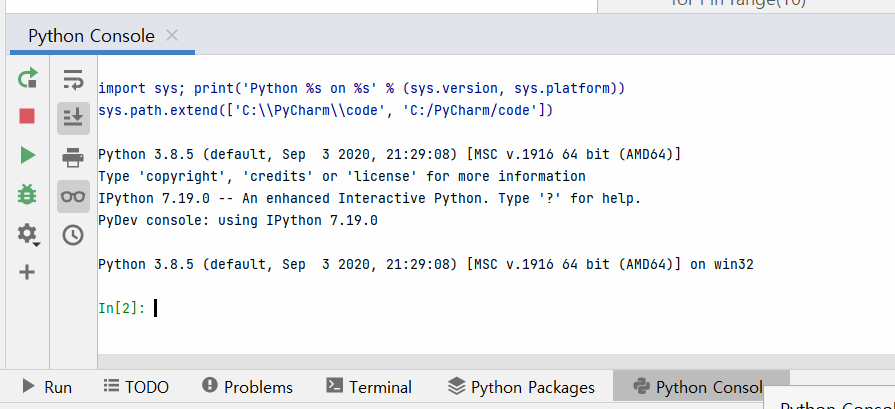 for i in range(10)
Python Console
import sys; print('Python %s on %s' % (sys.version, sys.platform))
sys.path.extend(['C:\\PyCharm\\code', 'C:/PyCharm/code'])
Python 3.8.5 (default, Sep  3 2020, 21:29:08) [MSC v.1916 64 bit (AMD64)]
Type 'copyright', 'credits' or 'license' for more information
IPython 7.19.0 -- An enhanced Interactive Python. Type '?' for help.
PyDev console: using IPython 7.19.0
Python 3.8.5 (default, Sep  3 2020, 21:29:08) [MSC v.1916 64 bit (AMD64)] on win32
In[2]:
Run TODO Problems Terminal Python Packages Python Consol
Python Consol